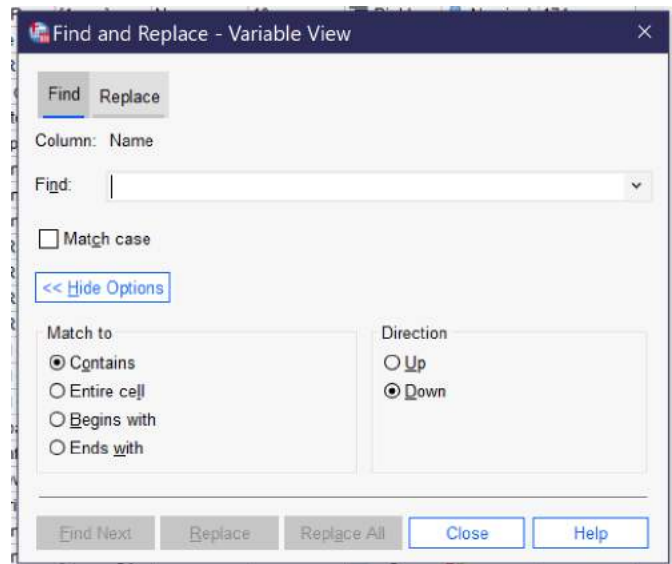 Find and Replace - Variable View
Find Replace
Column: Name
Find:
Match case
<< Hide Options
Match to
Contains
Entire cell
Begins with
Ends with
Direction
Up
Down
Find Next Replace Replace All Close Help